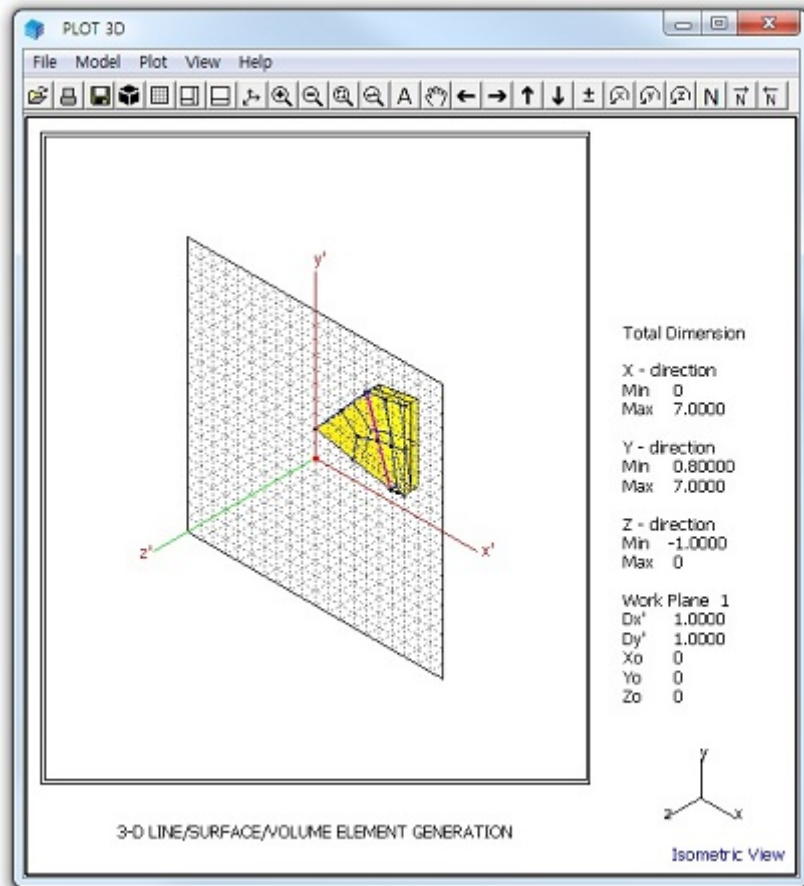 PLOT 3D
File Model Plot View Help
A ± X Y Z N N N
y'
x'
z'
Total Dimension
X - direction
Min 0
Max 7.0000
Y - direction
Min 0.80000
Max 7.0000
Z - direction
Min -1.0000
Max 0
Work Plane 1
Dx' 1.0000
Dy' 1.0000
Xo 0
Yo 0
Zo 0
y
z x
3-D LINE/SURFACE/VOLUME ELEMENT GENERATION
Isometric View